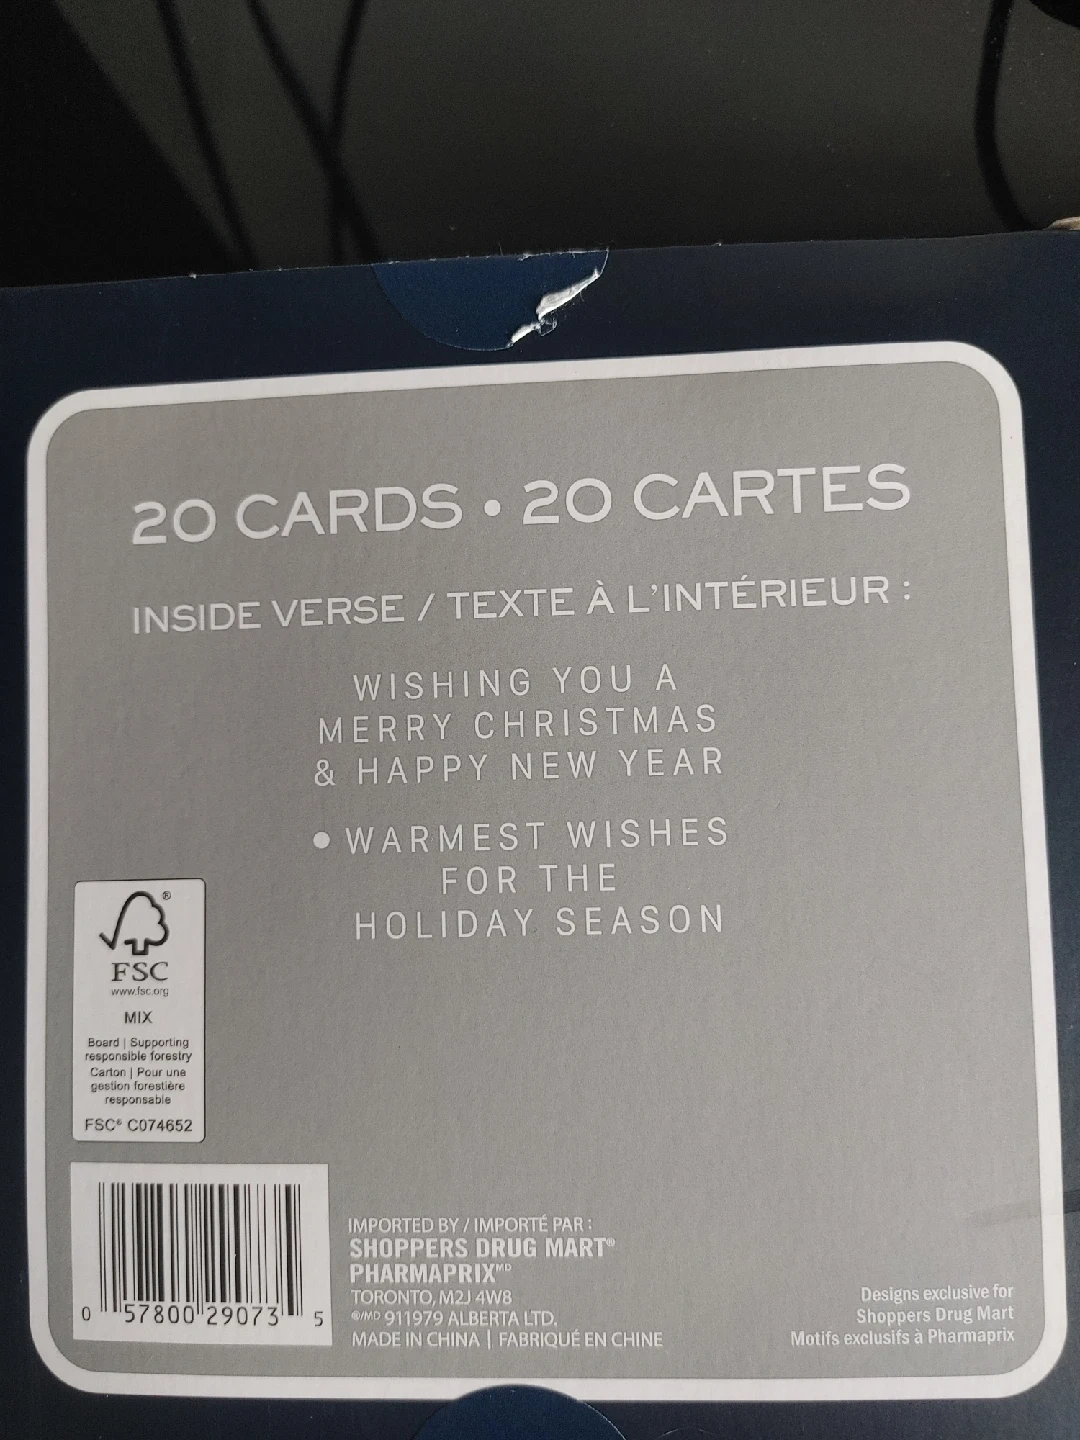 20 CARDS • 20 CARTES
INSIDE VERSE / TEXTE À L'INTÉRIEUR :
WISHING YOU A
MERRY CHRISTMAS
& HAPPY NEW YEAR
• WARMEST WISHES
FOR THE
HOLIDAY SEASON
®
FSC
www.fsc.org
MIX
Board | Supporting
responsible forestry
Carton | Pour une
gestion forestière
responsable
FSC® C074652
0 57800 29073 5
IMPORTED BY / IMPORTÉ PAR :
SHOPPERS DRUG MART®
PHARMAPRIX MD
TORONTO, M2J 4W8
®/MD 911979 ALBERTA LTD.
MADE IN CHINA | FABRIQUÉ EN CHINE
Designs exclusive for
Shoppers Drug Mart
Motifs exclusifs à Pharmaprix